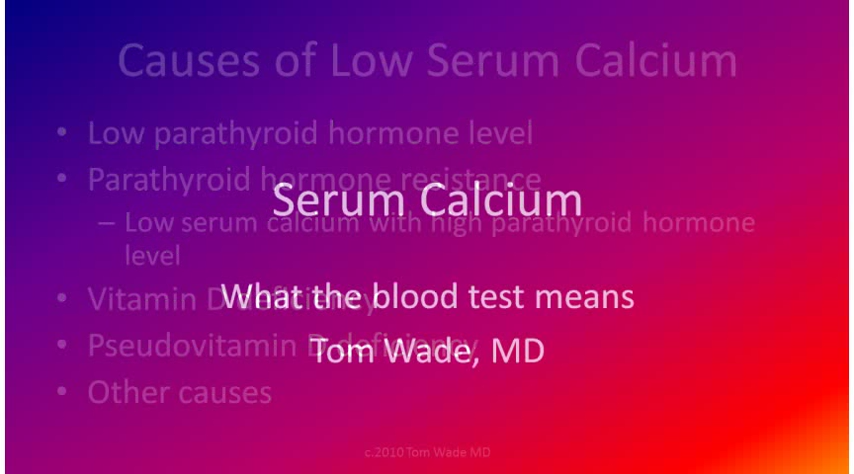 Causes of Low Serum Calcium
• Low parathyroid hormone level
• Parathyroid hormone resistance
Serum Calcium
– Low serum calcium with high parathyroid hormone
level
• Vitamin D deficiency
What the blood test means
• Pseudovitamin D deficiency
Tom Wade, MD
• Other causes
c.2010 Tom Wade MD